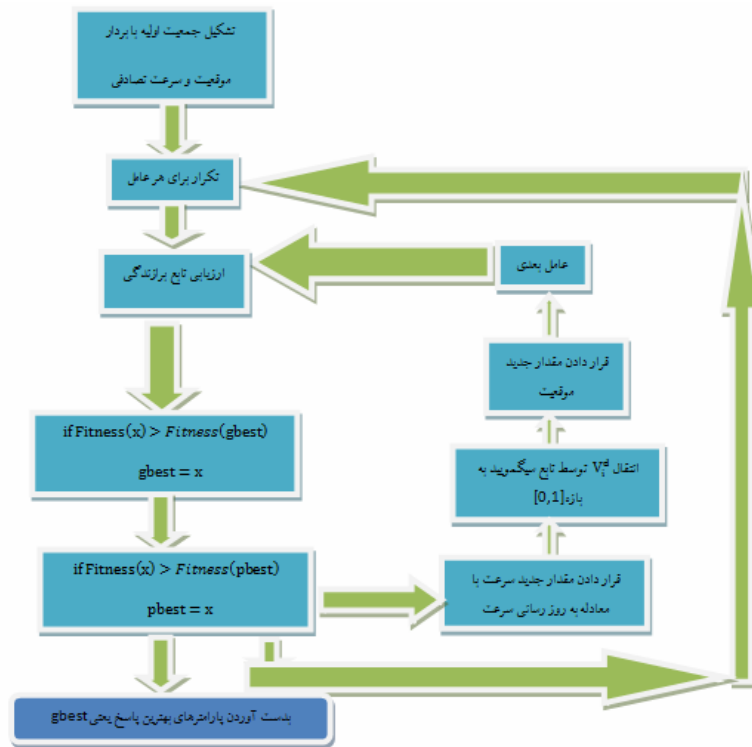 تشکیل جمعیت اولیه با بردار
موقعیت و سرعت تصادفی
تکرار برای هر عامل
ارزیابی تابع برازندگی
عامل بعدی
قرار دادن مقدار جدید
موقعیت
if Fitness(x) > Fitness(gbest)
gbest = x
انتقال V_i^d توسط تابع سیگموید به
بازه[0,1]
if Fitness(x) > Fitness(pbest)
pbest = x
قرار دادن مقدار جدید سرعت با
معادله به روز رسانی سرعت
بدست آوردن پارامترهای بهترین پاسخ یعنی gbest